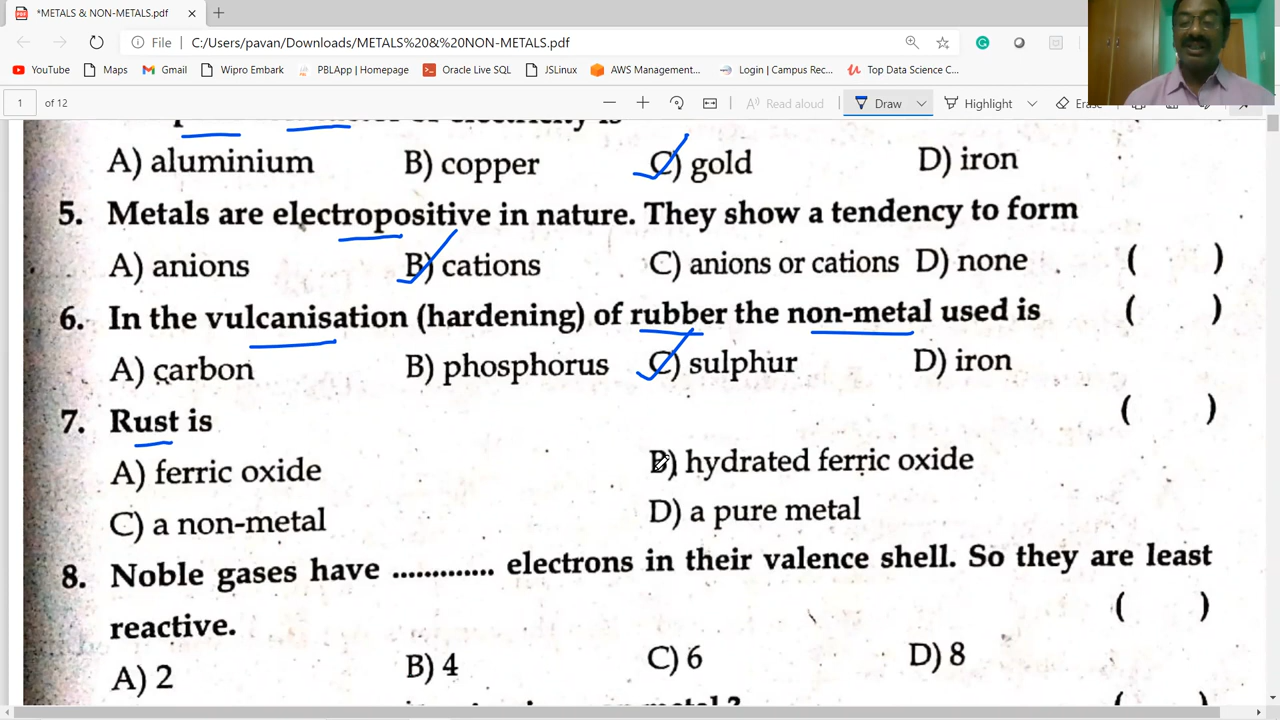 *METALS & NON-METALS.pdf
File C:/Users/pavan/Downloads/METALS%20&%20NON-METALS.pdf
YouTube Maps Gmail Wipro Embark PBLApp | Homepage Oracle Live SQL JSLinux AWS Management... Login | Campus Rec... Top Data Science C...
1 of 12 Read aloud Draw Highlight Erase
electricity is
A) aluminium B) copper C) gold D) iron
5. Metals are electropositive in nature. They show a tendency to form
A) anions B) cations C) anions or cations D) none ( )
6. In the vulcanisation (hardening) of rubber the non-metal used is ( )
A) carbon B) phosphorus C) sulphur D) iron
7. Rust is ( )
A) ferric oxide B) hydrated ferric oxide
C) a non-metal D) a pure metal
8. Noble gases have ............. electrons in their valence shell. So they are least
reactive. ( )
A) 2 B) 4 C) 6 D) 8